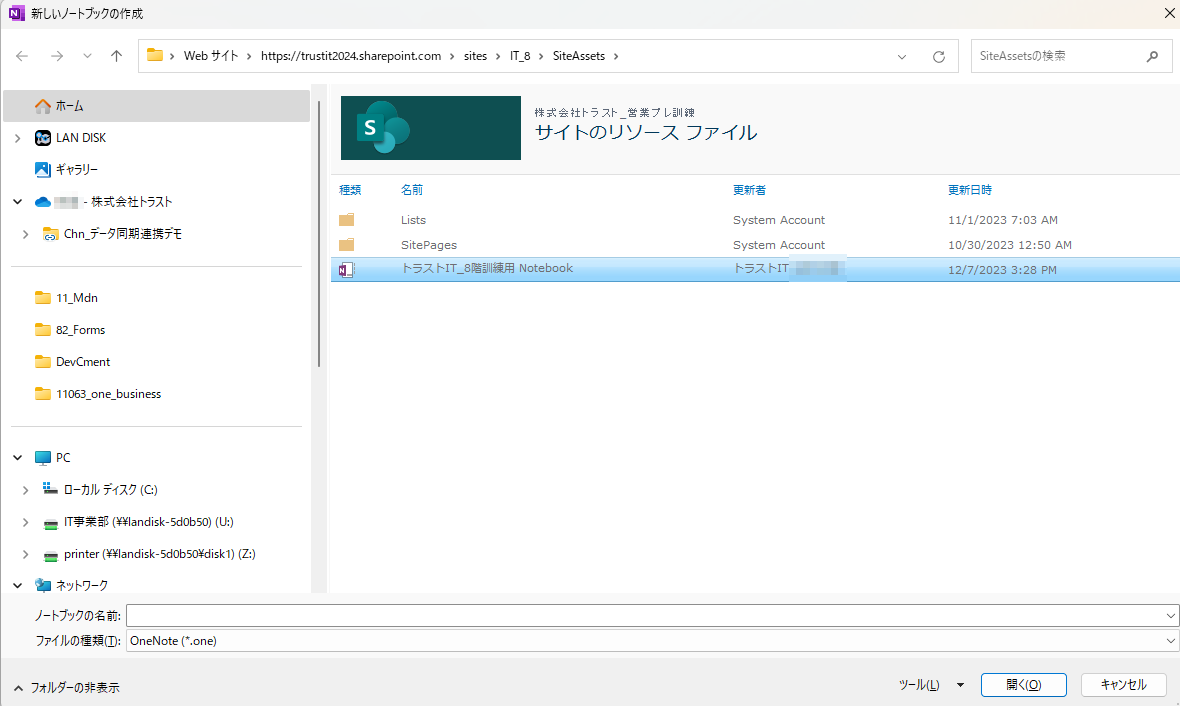 新しいノートブックの作成
Web サイト › https://trustit2024.sharepoint.com › sites › IT_8 › SiteAssets ›
SiteAssetsの検索
ホーム
LAN DISK
ギャラリー
- 株式会社トラスト
Chn_データ同期連携デモ
11_Mdn
82_Forms
DevCment
11063_one_business
PC
ローカル ディスク (C:)
IT事業部 (¥¥landisk-5d0b50) (U:)
printer (¥¥landisk-5d0b50¥disk1) (Z:)
ネットワーク
S
株式会社トラスト_営業プレ訓練
サイトのリソース ファイル
種類 名前 更新者 更新日時
Lists System Account 11/1/2023 7:03 AM
SitePages System Account 10/30/2023 12:50 AM
トラストIT_8階訓練用 Notebook トラストIT 12/7/2023 3:28 PM
ノートブックの名前:
ファイルの種類(T): OneNote (*.one)
フォルダーの非表示
ツール(L) 開く(O) キャンセル